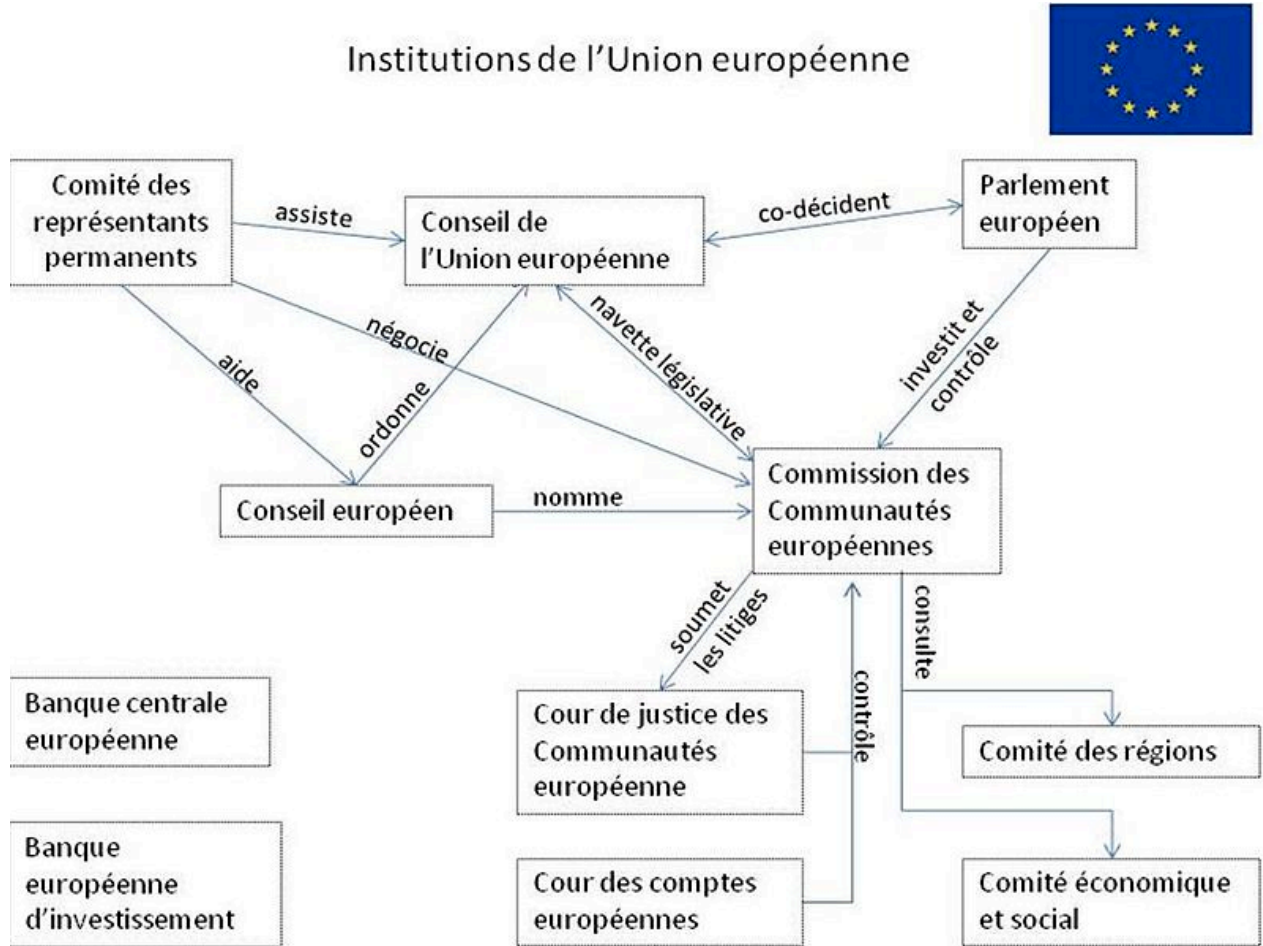 Institutions de l'Union européenne
Comité des
représentants
permanents
assiste
Conseil de
l'Union européenne
co-décident
Parlement
européen
aide
négocie
ordonne
navette législative
investit et
contrôle
Conseil européen
nomme
Commission des
Communautés
européennes
soumet
les litiges
contrôle
consulte
Banque centrale
européenne
Cour de justice des
Communautés
européenne
Comité des régions
Banque
européenne
d'investissement
Cour des comptes
européennes
Comité économique
et social